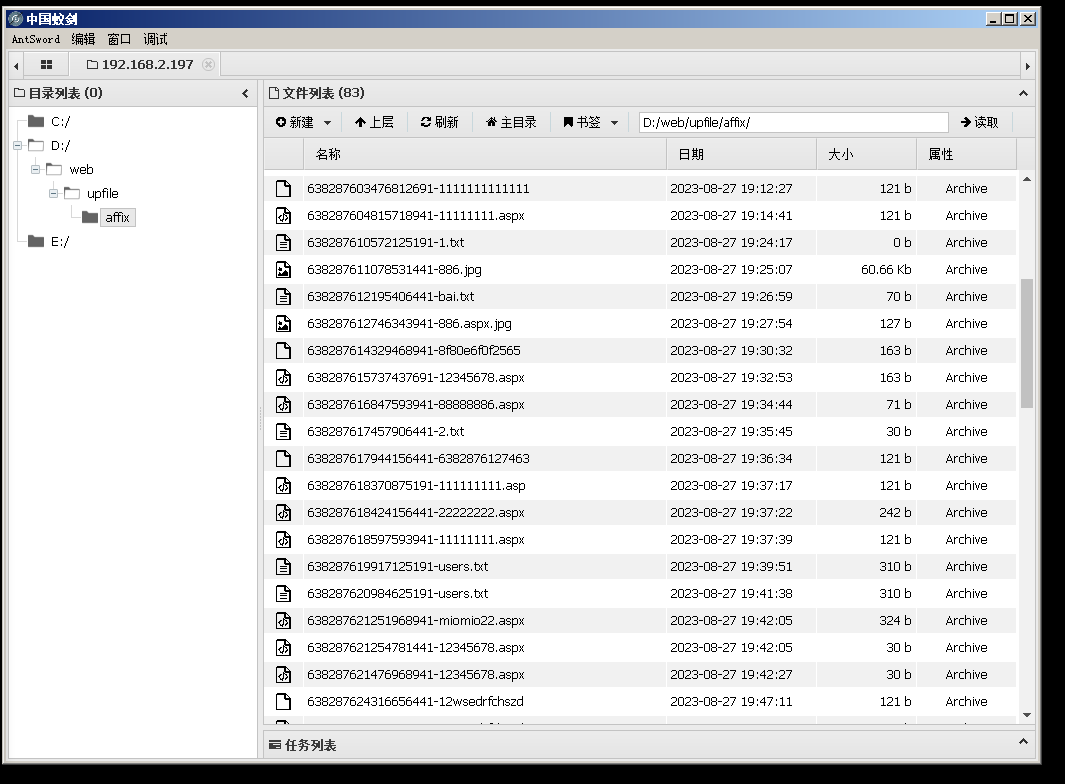 中国蚁剑
AntSword 编辑 窗口 调试
192.168.2.197
目录列表 (0)
C:/
D:/
web
upfile
affix
E:/
文件列表 (83)
新建 上层 刷新 主目录 书签 D:/web/upfile/affix/ 读取
名称 日期 大小 属性
638287603476812691-1111111111111 2023-08-27 19:12:27 121 b Archive
638287604815718941-11111111.aspx 2023-08-27 19:14:41 121 b Archive
638287610572125191-1.txt 2023-08-27 19:24:17 0 b Archive
638287611078531441-886.jpg 2023-08-27 19:25:07 60.66 Kb Archive
638287612195406441-bai.txt 2023-08-27 19:26:59 70 b Archive
638287612746343941-886.aspx.jpg 2023-08-27 19:27:54 127 b Archive
638287614329468941-8f80e6f0f2565 2023-08-27 19:30:32 163 b Archive
638287615737437691-12345678.aspx 2023-08-27 19:32:53 163 b Archive
638287616847593941-88888886.aspx 2023-08-27 19:34:44 71 b Archive
638287617457906441-2.txt 2023-08-27 19:35:45 30 b Archive
638287617944156441-6382876127463 2023-08-27 19:36:34 121 b Archive
638287618370875191-111111111.asp 2023-08-27 19:37:17 121 b Archive
638287618424156441-22222222.aspx 2023-08-27 19:37:22 242 b Archive
638287618597593941-11111111.aspx 2023-08-27 19:37:39 121 b Archive
638287619917125191-users.txt 2023-08-27 19:39:51 310 b Archive
638287620984625191-users.txt 2023-08-27 19:41:38 310 b Archive
638287621251968941-miomio22.aspx 2023-08-27 19:42:05 324 b Archive
638287621254781441-12345678.aspx 2023-08-27 19:42:05 30 b Archive
638287621476968941-12345678.aspx 2023-08-27 19:42:27 30 b Archive
638287624316656441-12wsedrfchszd 2023-08-27 19:47:11 121 b Archive
任务列表